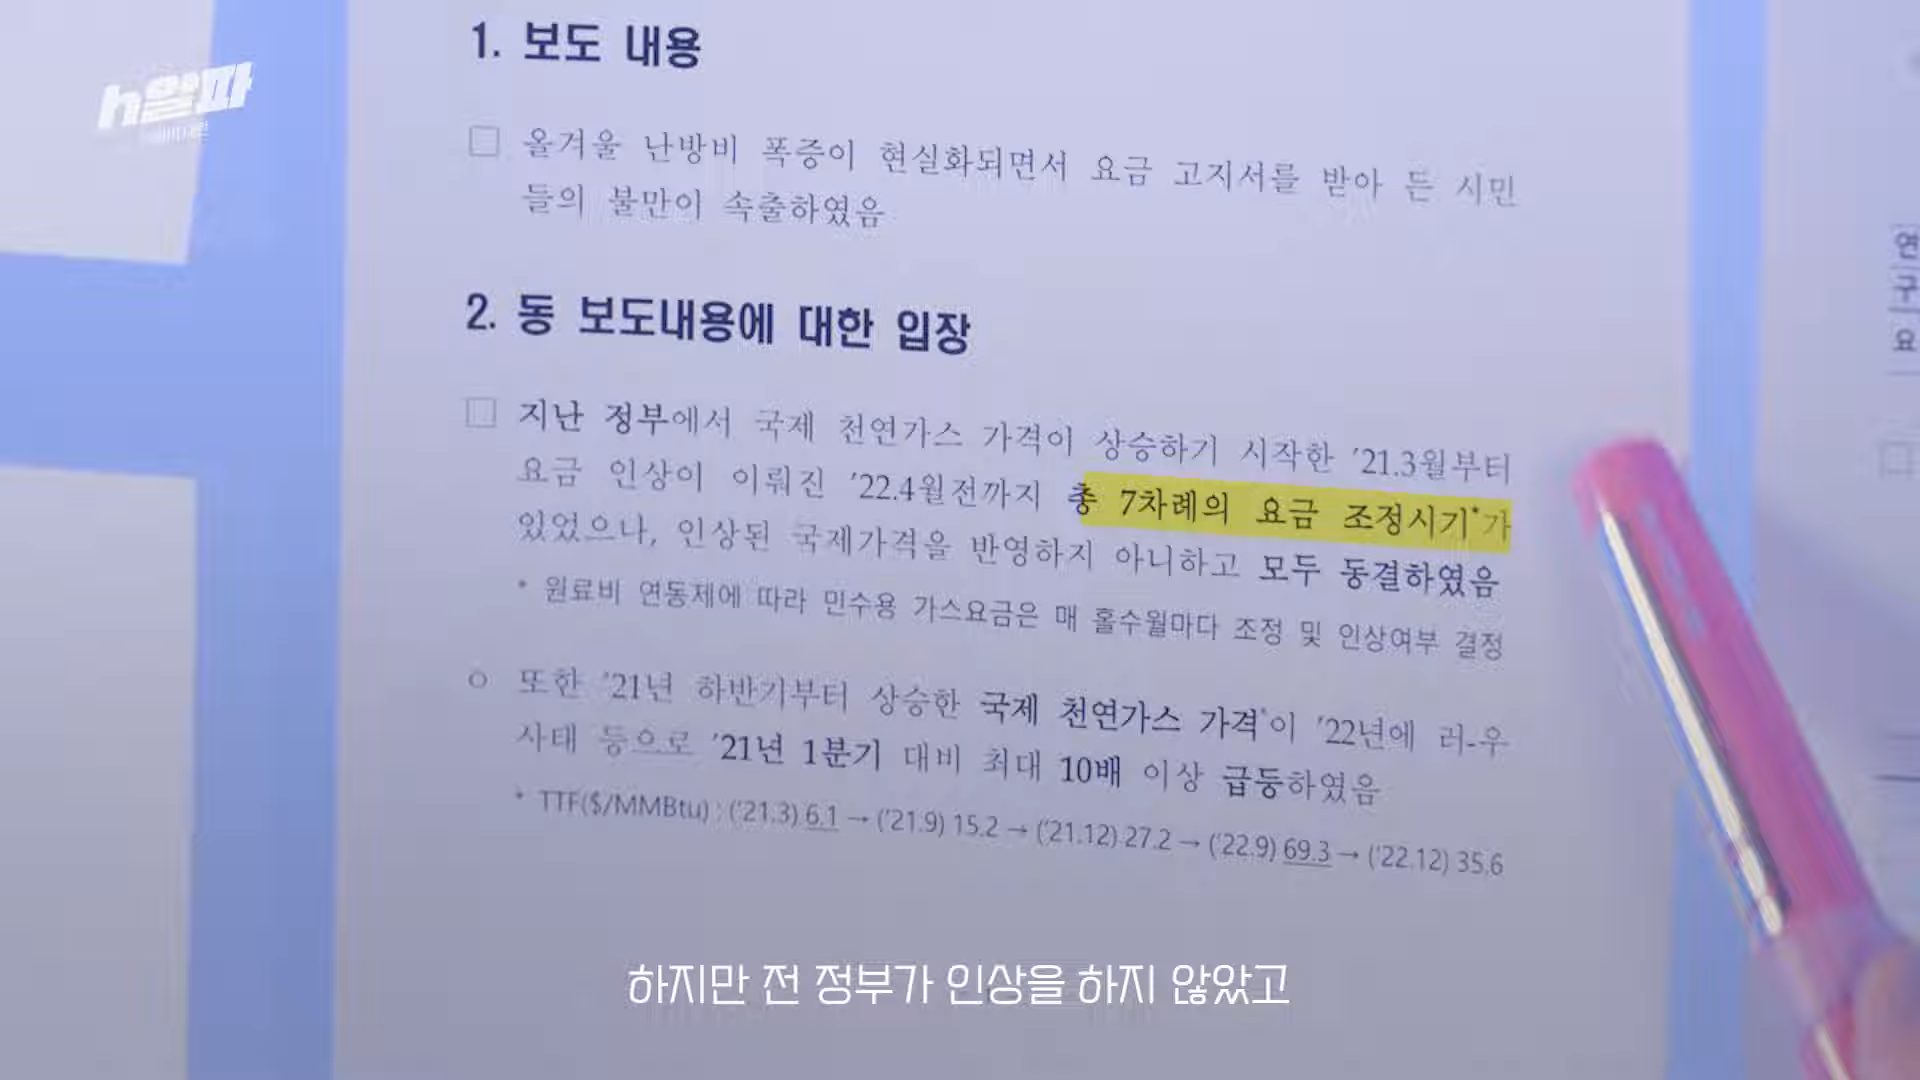 h알파
1. 보도 내용
□ 올겨울 난방비 폭증이 현실화되면서 요금 고지서를 받아 든 시민
들의 불만이 속출하였음
2. 동 보도내용에 대한 입장
□ 지난 정부에서 국제 천연가스 가격이 상승하기 시작한 '21.3월부터
요금 인상이 이뤄진 '22.4월전까지 총 7차례의 요금 조정시기*가
있었으나, 인상된 국제가격을 반영하지 아니하고 모두 동결하였음
* 원료비 연동제에 따라 민수용 가스요금은 매 홀수월마다 조정 및 인상여부 결정
○ 또한 '21년 하반기부터 상승한 국제 천연가스 가격*이 '22년에 러-우
사태 등으로 '21년 1분기 대비 최대 10배 이상 급등하였음
* TTF($/MMBtu) : ('21.3) 6.1 → ('21.9) 15.2 → ('21.12) 27.2 → ('22.9) 69.3 → ('22.12) 35.6
연
구
요
하지만 전 정부가 인상을 하지 않았고